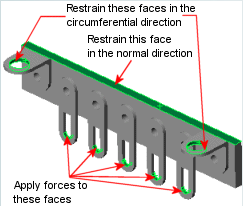 Restrain these faces in the
circumferential direction
Restrain this face
in the normal direction
Apply forces to
these faces